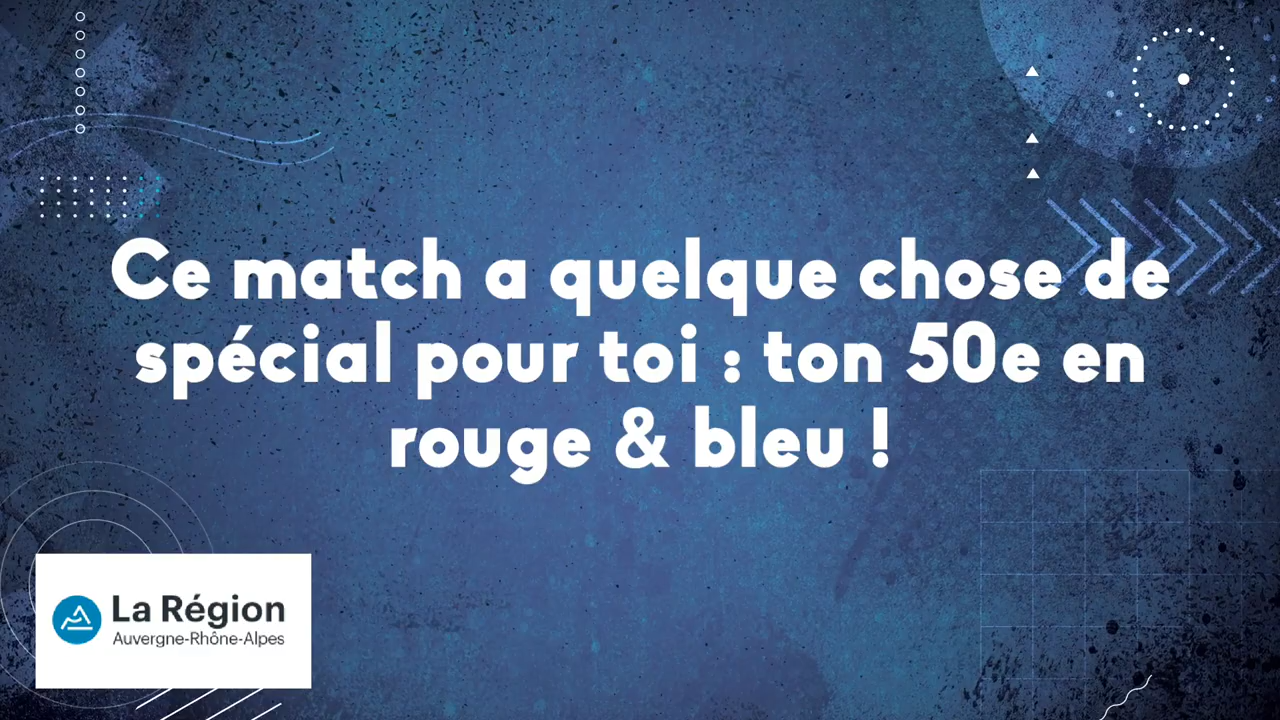 Ce match a quelque chose de
spécial pour toi : ton 50e en
rouge & bleu !
La Région
Auvergne-Rhône-Alpes